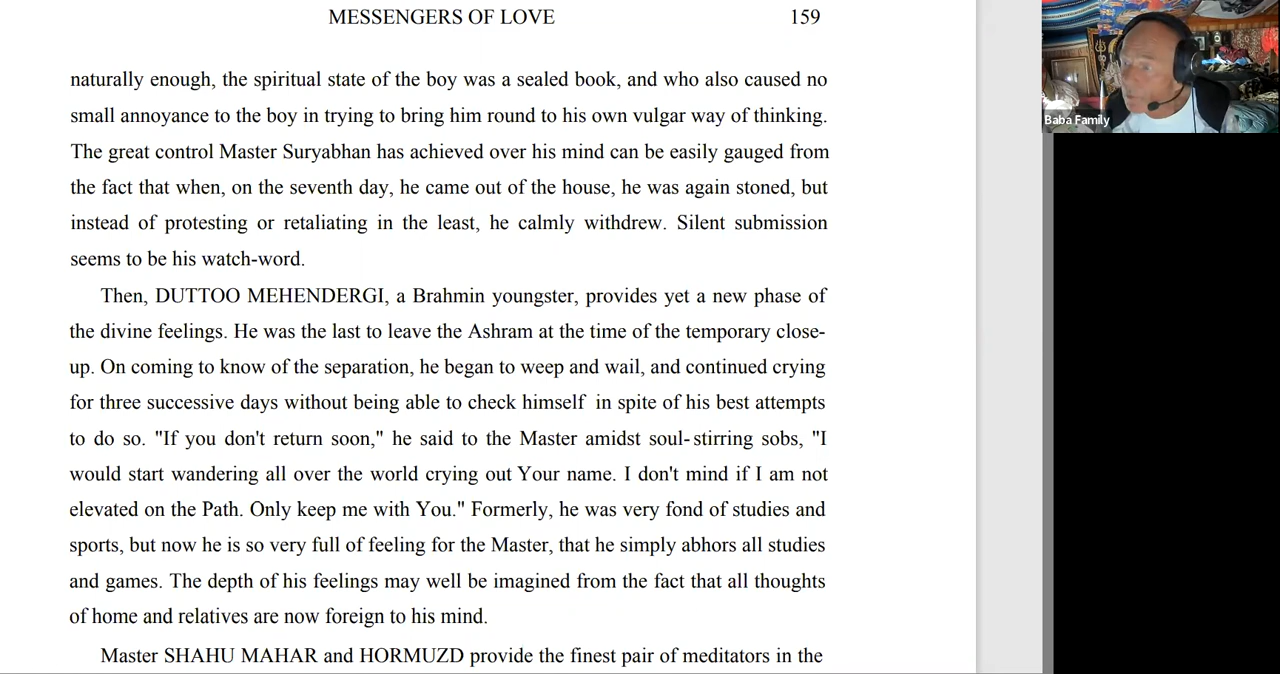 MESSENGERS OF LOVE 159
naturally enough, the spiritual state of the boy was a sealed book, and who also caused no
small annoyance to the boy in trying to bring him round to his own vulgar way of thinking.
The great control Master Suryabhan has achieved over his mind can be easily gauged from
the fact that when, on the seventh day, he came out of the house, he was again stoned, but
instead of protesting or retaliating in the least, he calmly withdrew. Silent submission
seems to be his watch-word.
Then, DUTTOO MEHENDERGI, a Brahmin youngster, provides yet a new phase of
the divine feelings. He was the last to leave the Ashram at the time of the temporary close-
up. On coming to know of the separation, he began to weep and wail, and continued crying
for three successive days without being able to check himself in spite of his best attempts
to do so. "If you don't return soon," he said to the Master amidst soul-stirring sobs, "I
would start wandering all over the world crying out Your name. I don't mind if I am not
elevated on the Path. Only keep me with You." Formerly, he was very fond of studies and
sports, but now he is so very full of feeling for the Master, that he simply abhors all studies
and games. The depth of his feelings may well be imagined from the fact that all thoughts
of home and relatives are now foreign to his mind.
Master SHAHU MAHAR and HORMUZD provide the finest pair of meditators in the
Baba Family